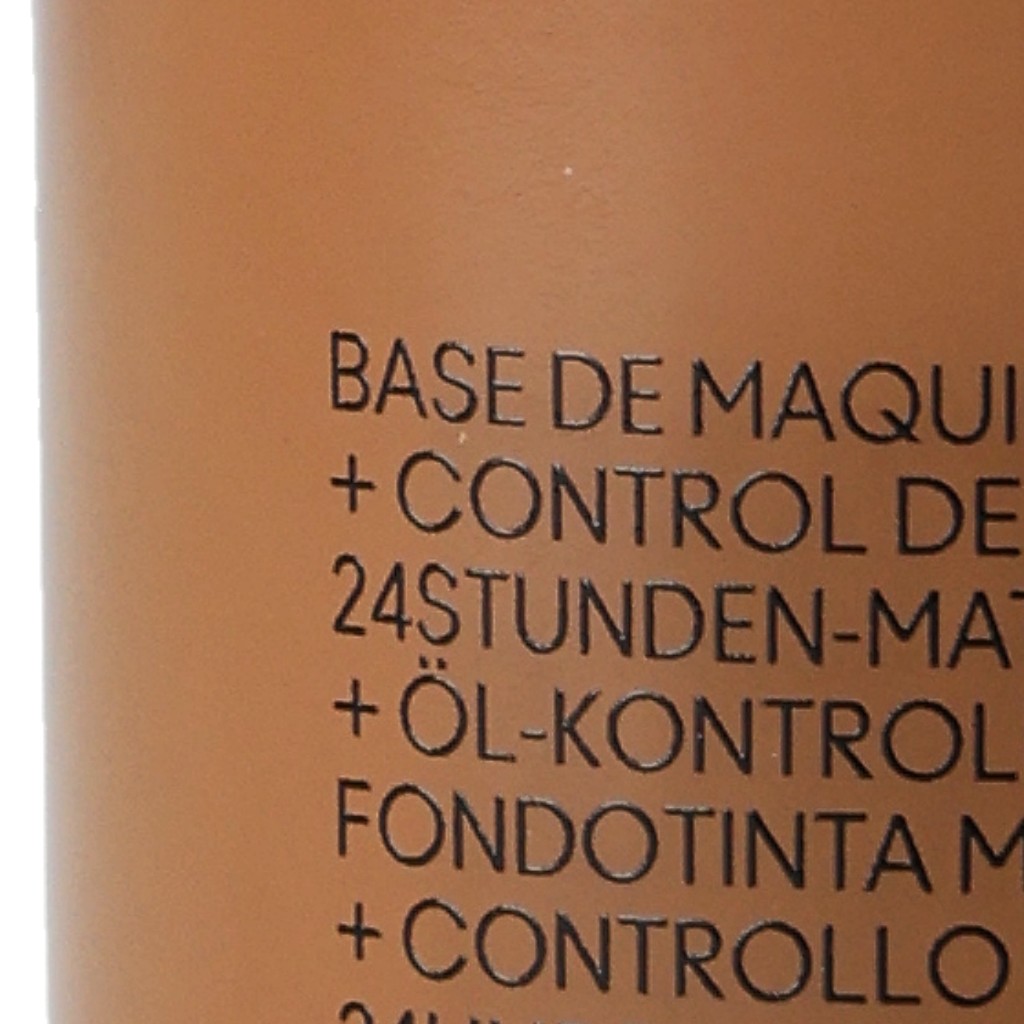 BASE DE MAQUI
+ CONTROL DE
24STUNDEN-MAT
+ ÖL-KONTROL
FONDOTINTA M
+ CONTROLLO